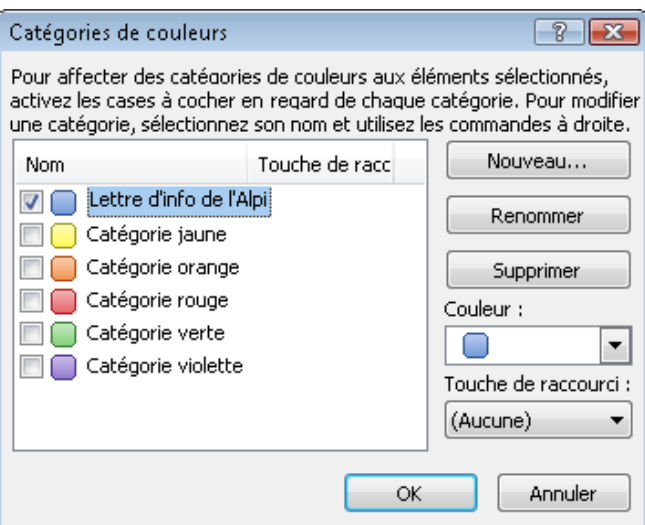 Catégories de couleurs
Pour affecter des catégories de couleurs aux éléments sélectionnés,
activez les cases à cocher en regard de chaque catégorie. Pour modifier
une catégorie, sélectionnez son nom et utilisez les commandes à droite.
Nom Touche de racc
Nouveau...
Lettre d'info de l'Alpi
Renommer
Catégorie jaune
Catégorie orange
Supprimer
Catégorie rouge
Couleur :
Catégorie verte
Catégorie violette
Touche de raccourci :
(Aucune)
OK
Annuler